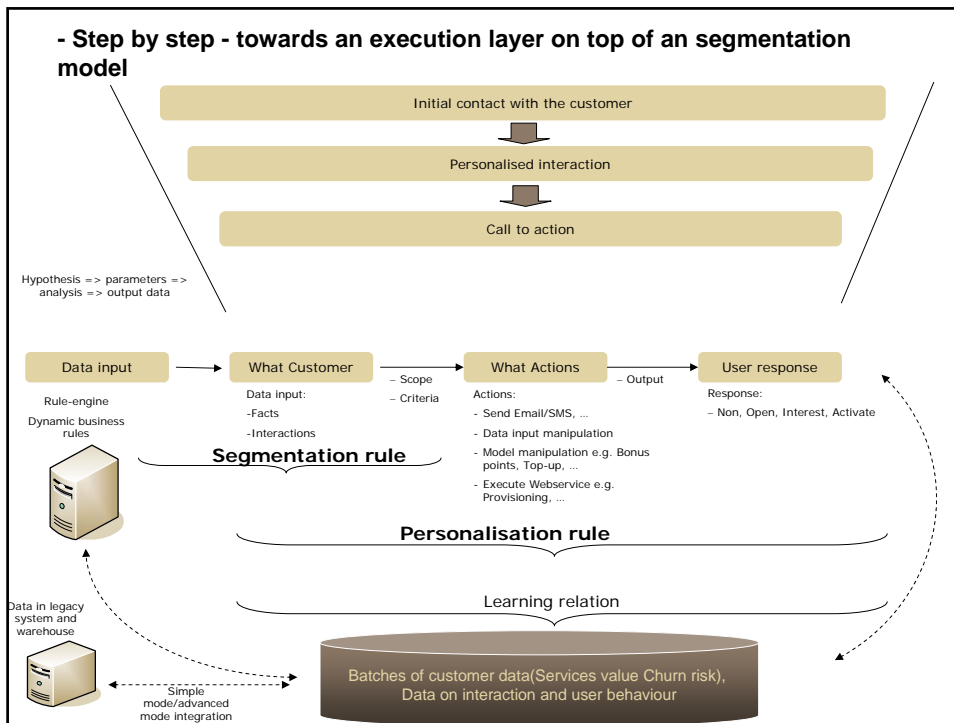 - Step by step - towards an execution layer on top of an segmentation
model
Initial contact with the customer
Personalised interaction
Call to action
Hypothesis => parameters =>
analysis => output data
Data input
What Customer
– Scope
– Criteria
What Actions
– Output
User response
Rule-engine
Dynamic business
rules
Data input:
-Facts
-Interactions
Actions:
- Send Email/SMS, ...
- Data input manipulation
- Model manipulation e.g. Bonus
points, Top-up, ...
- Execute Webservice e.g.
Provisioning, ...
Response:
– Non, Open, Interest, Activate
Segmentation rule
Personalisation rule
Learning relation
Data in legacy
system and
warehouse
Simple
mode/advanced
mode integration
Batches of customer data(Services value Churn risk),
Data on interaction and user behaviour